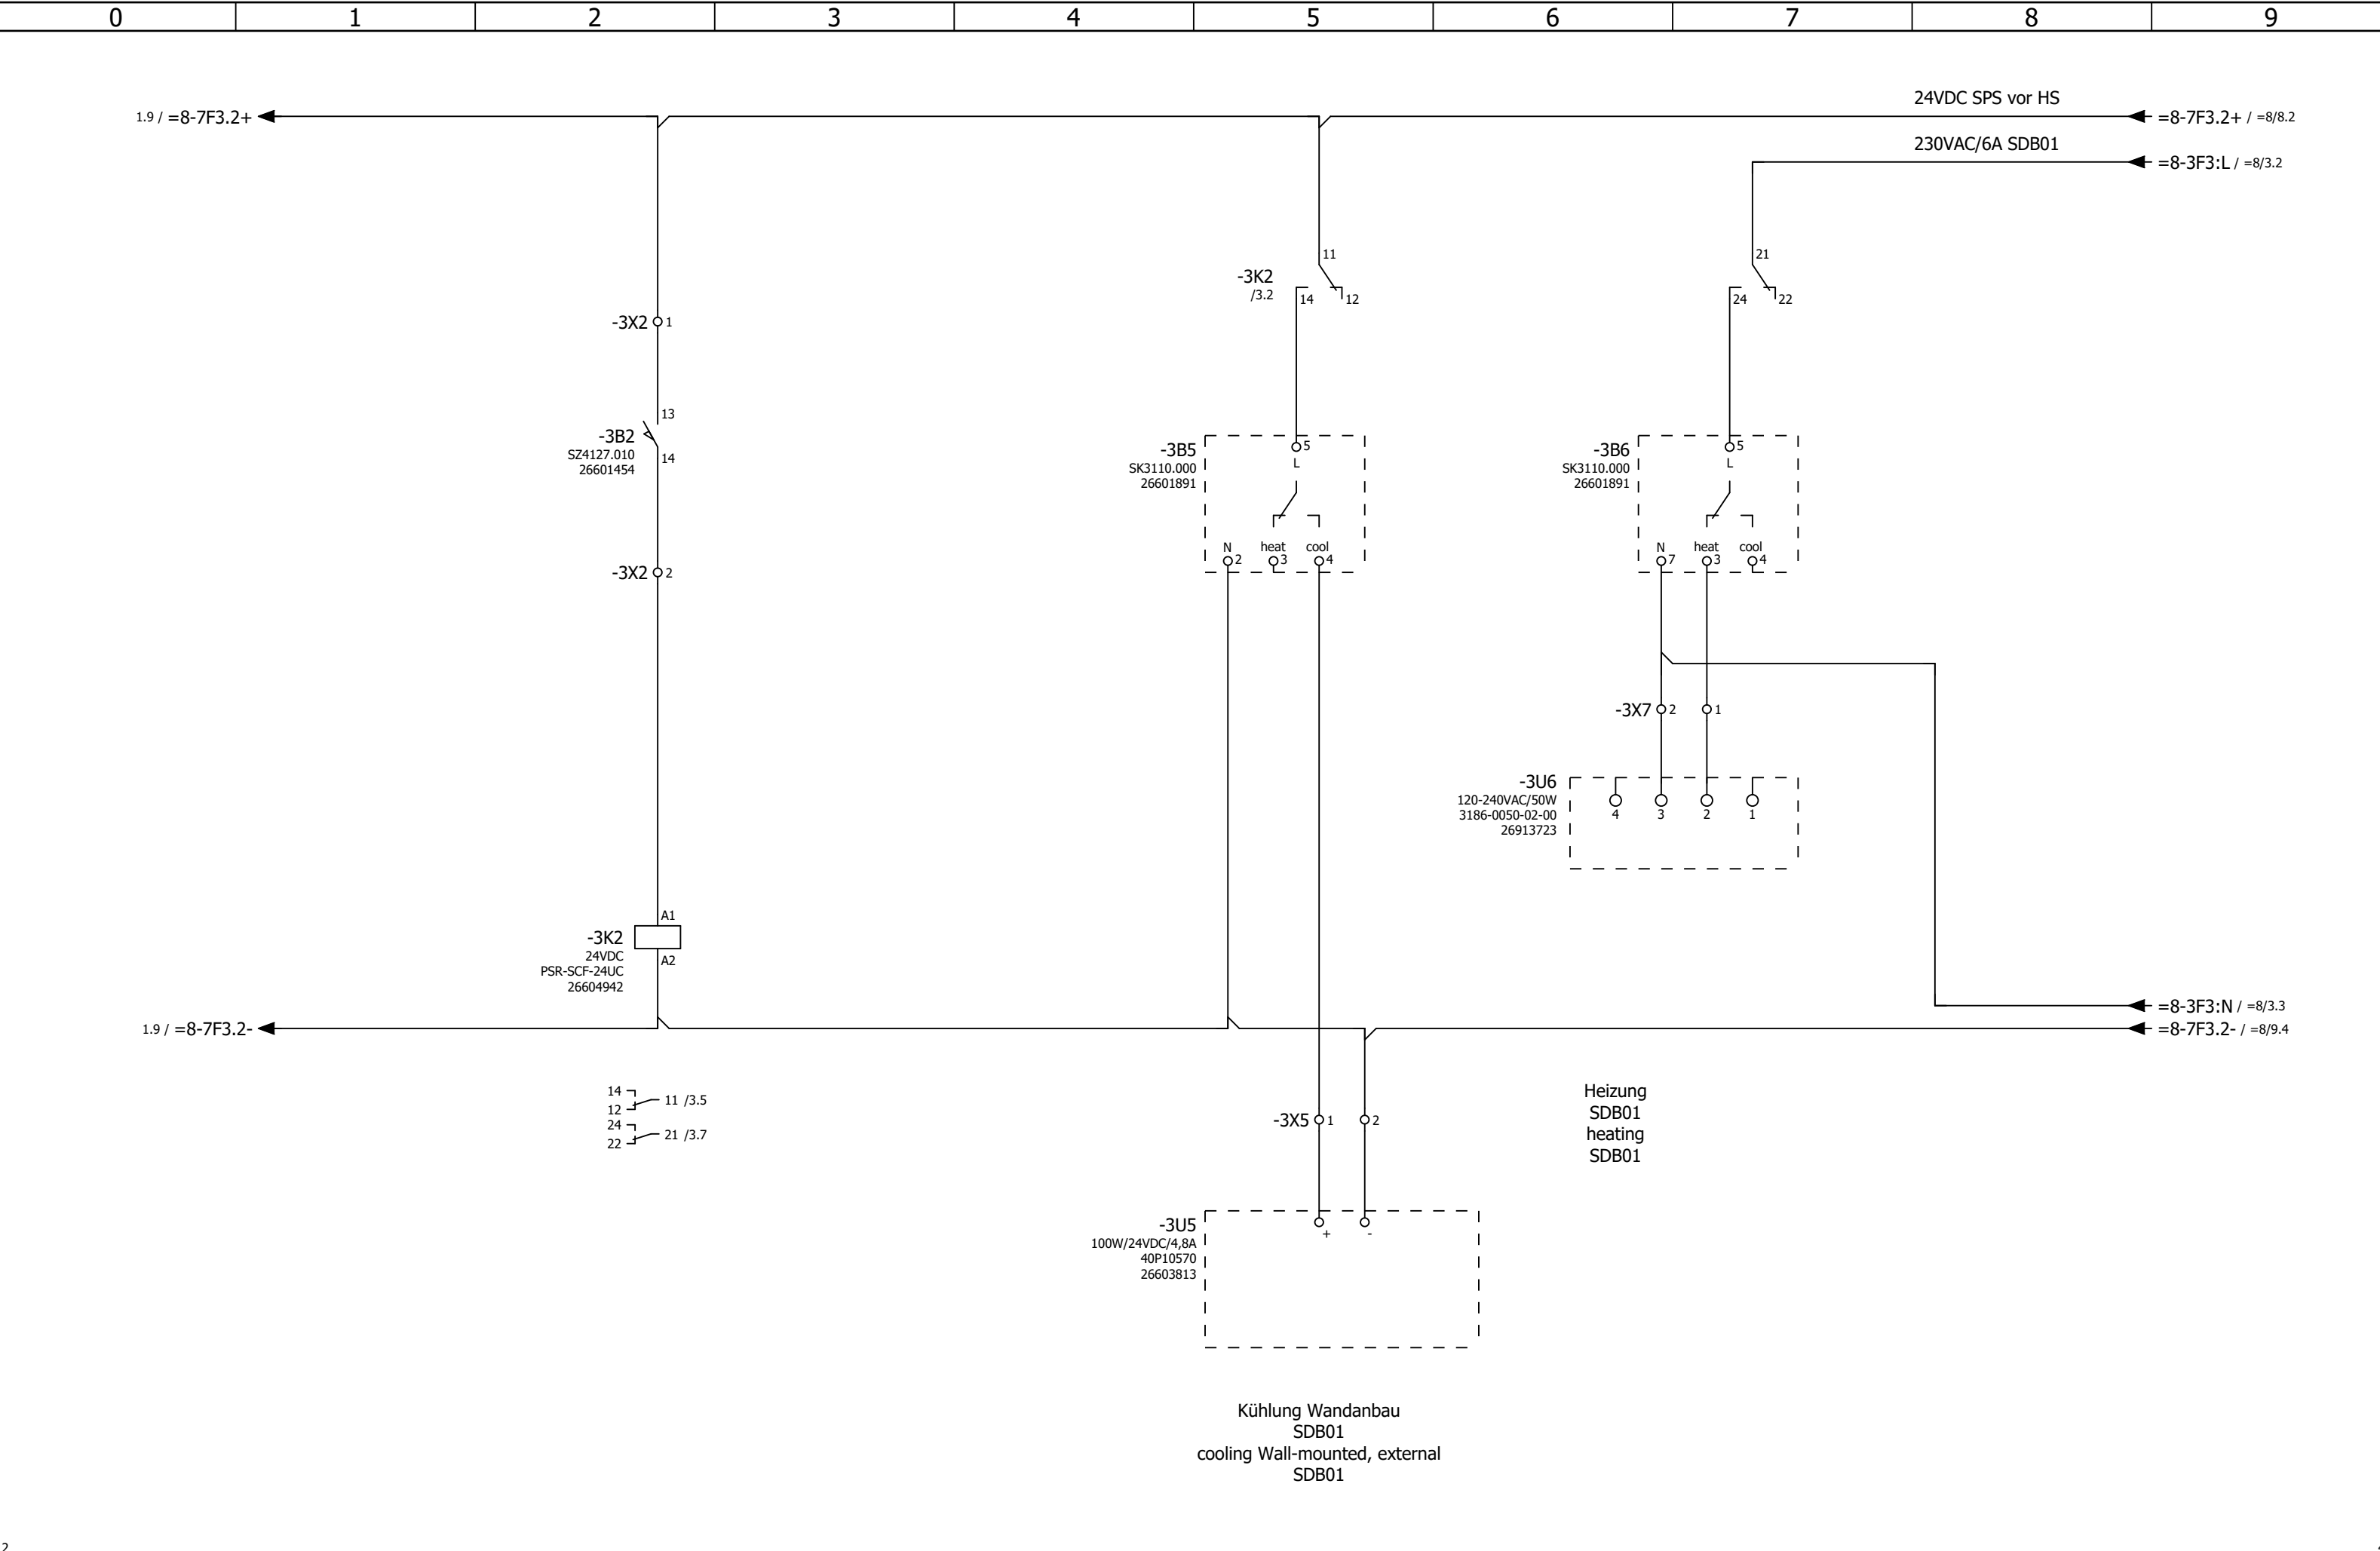 0 1 2 3 4 5 6 7 8 9
24VDC SPS vor HS
1.9 / =8-7F3.2+
=8-7F3.2+ / =8/8.2
230VAC/6A SDB01
=8-3F3:L / =8/3.2
11
21
-3K2
/3.2
14
12
24
22
-3X2
1
13
-3B2
SZ4127.010
26601454
14
-3B5
SK3110.000
26601891
5
L
N
heat
cool
2
3
4
-3B6
SK3110.000
26601891
5
L
N
heat
cool
7
3
4
-3X2
2
-3X7
2
1
-3U6
120-240VAC/50W
3186-0050-02-00
26913723
4
3
2
1
A1
-3K2
24VDC
PSR-SCF-24UC
26604942
A2
=8-3F3:N / =8/3.3
1.9 / =8-7F3.2-
=8-7F3.2- / =8/9.4
14
12
11 /3.5
24
22
21 /3.7
-3X5
1
2
Heizung
SDB01
heating
SDB01
-3U5
100W/24VDC/4,8A
40P10570
26603813
+
-
Kühlung Wandanbau
SDB01
cooling Wall-mounted, external
SDB01
2